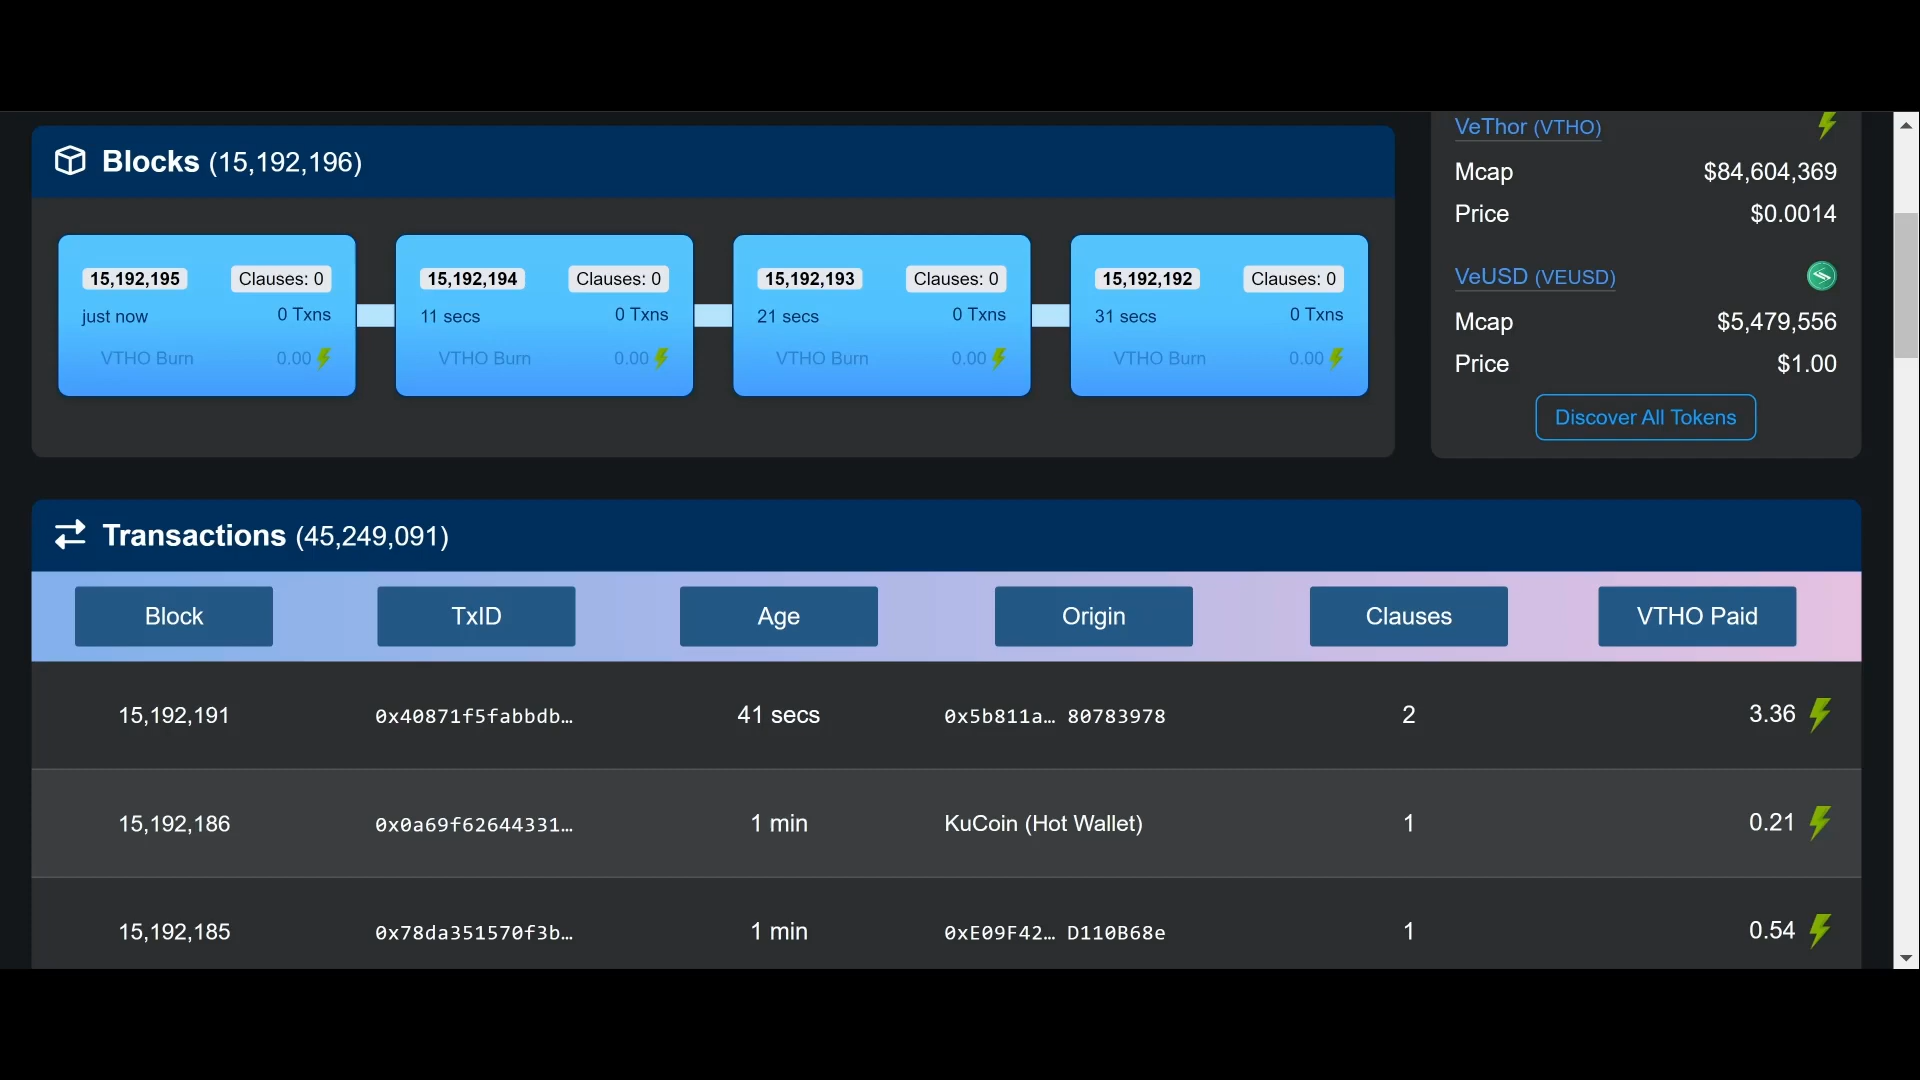 Blocks (15,192,196)
15,192,195 Clauses: 0
just now 0 Txns
VTHO Burn 0.00
15,192,194 Clauses: 0
11 secs 0 Txns
VTHO Burn 0.00
15,192,193 Clauses: 0
21 secs 0 Txns
VTHO Burn 0.00
15,192,192 Clauses: 0
31 secs 0 Txns
VTHO Burn 0.00
VeThor (VTHO)
Mcap $84,604,369
Price $0.0014
VeUSD (VEUSD)
Mcap $5,479,556
Price $1.00
Discover All Tokens
Transactions (45,249,091)
Block TxID Age Origin Clauses VTHO Paid
15,192,191 0x40871f5fabbdb… 41 secs 0x5b811a… 80783978 2 3.36
15,192,186 0x0a69f62644331… 1 min KuCoin (Hot Wallet) 1 0.21
15,192,185 0x78da351570f3b… 1 min 0xE09F42… D110B68e 1 0.54